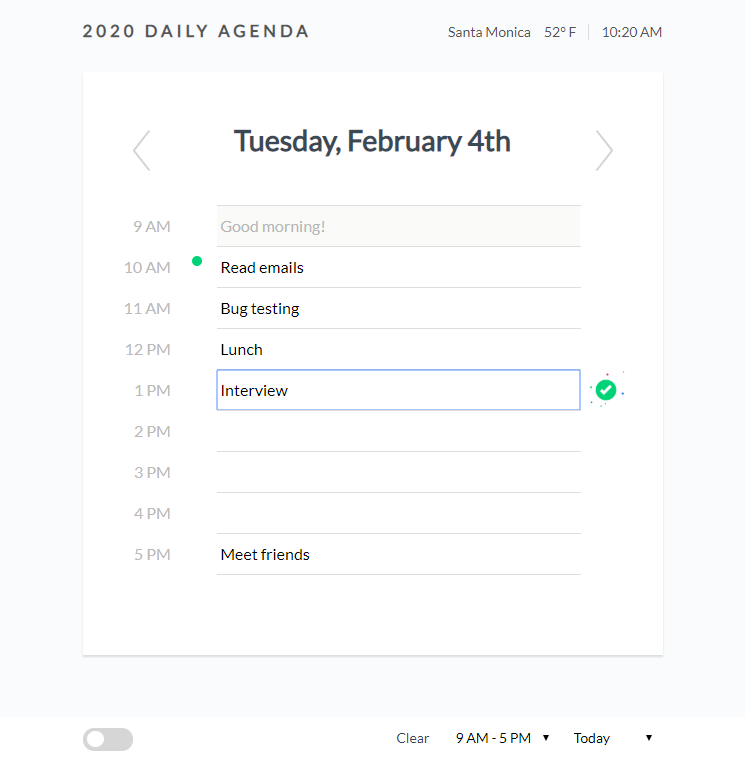 2020 DAILY AGENDA
Santa Monica 52° F 10:20 AM
Tuesday, February 4th
9 AM Good morning!
10 AM Read emails
11 AM Bug testing
12 PM Lunch
1 PM Interview
2 PM
3 PM
4 PM
5 PM Meet friends
Clear 9 AM - 5 PM Today